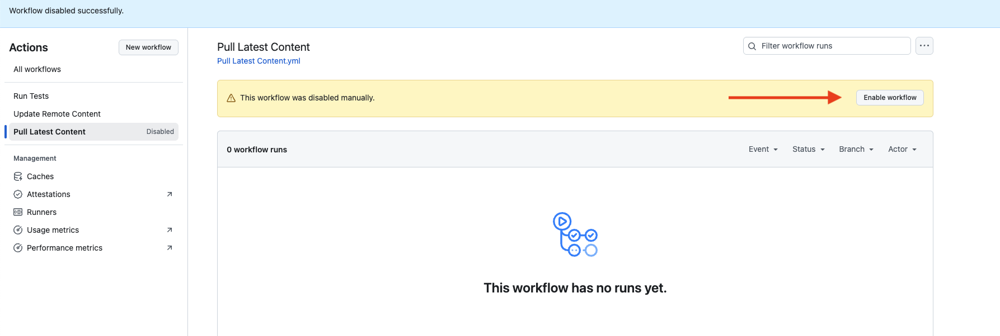 Workflow disabled successfully.
Actions
New workflow
All workflows
Run Tests
Update Remote Content
Pull Latest Content Disabled
Management
Caches
Attestations
Runners
Usage metrics
Performance metrics
Pull Latest Content
Pull Latest Content.yml
Filter workflow runs
This workflow was disabled manually.
Enable workflow
0 workflow runs
Event Status Branch Actor
This workflow has no runs yet.